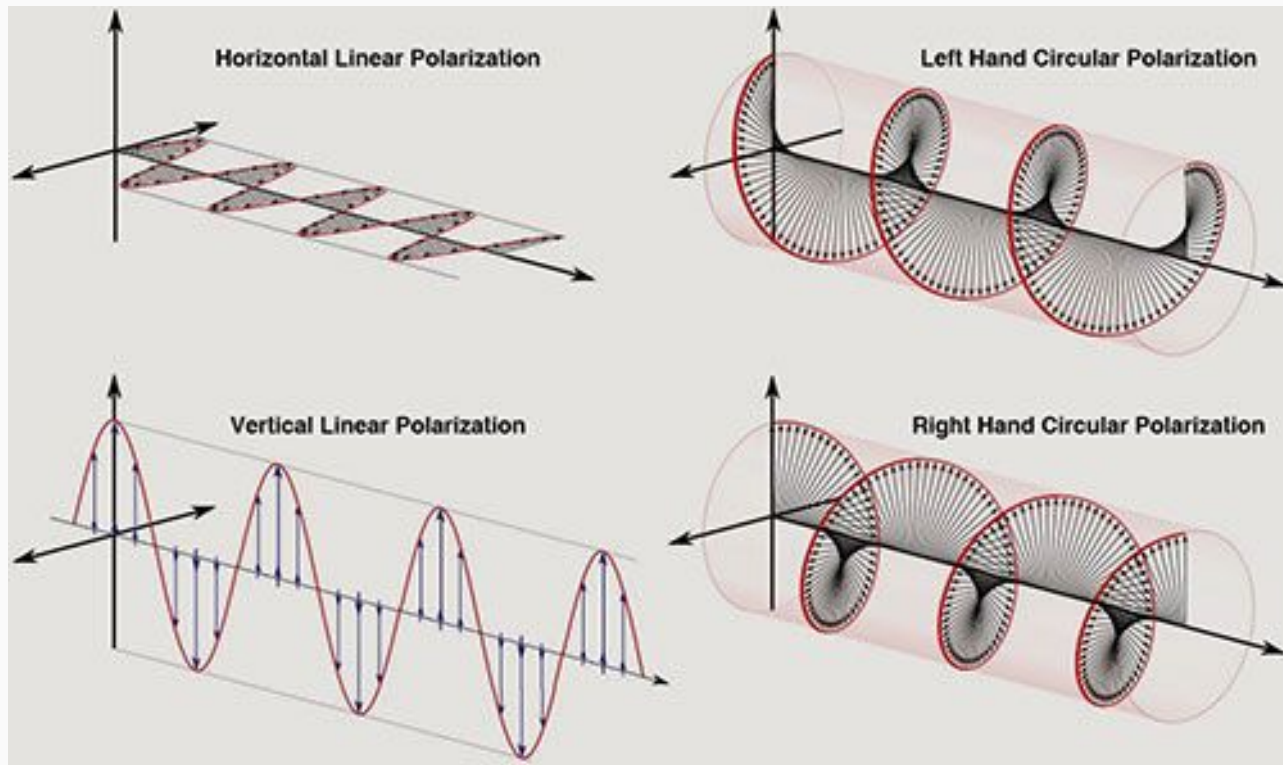 Horizontal Linear Polarization
Left Hand Circular Polarization
Vertical Linear Polarization
Right Hand Circular Polarization